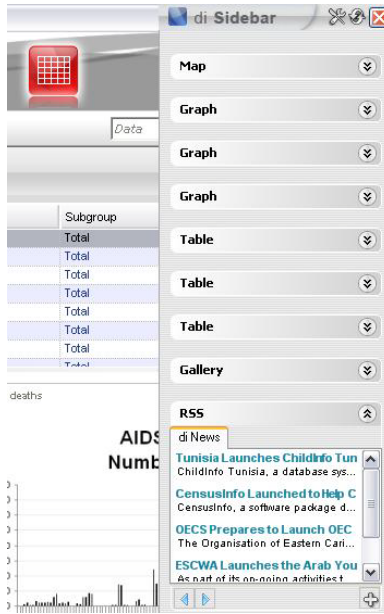 di Sidebar
Map
Graph
Data
Graph
Graph
Subgroup
Total
Table
Total
Total
Total
Table
Total
Total
Table
Total
Total
Gallery
deaths
RSS
AIDS
di News
Numb
Tunisia Launches ChildInfo Tun
ChildInfo Tunisia, a database sys...
CensusInfo Launched to Help C
CensusInfo, a software package d...
OECS Prepares to Launch OEC
The Organisation of Eastern Cari...
ESCWA Launches the Arab You
As part of its on-going activities t